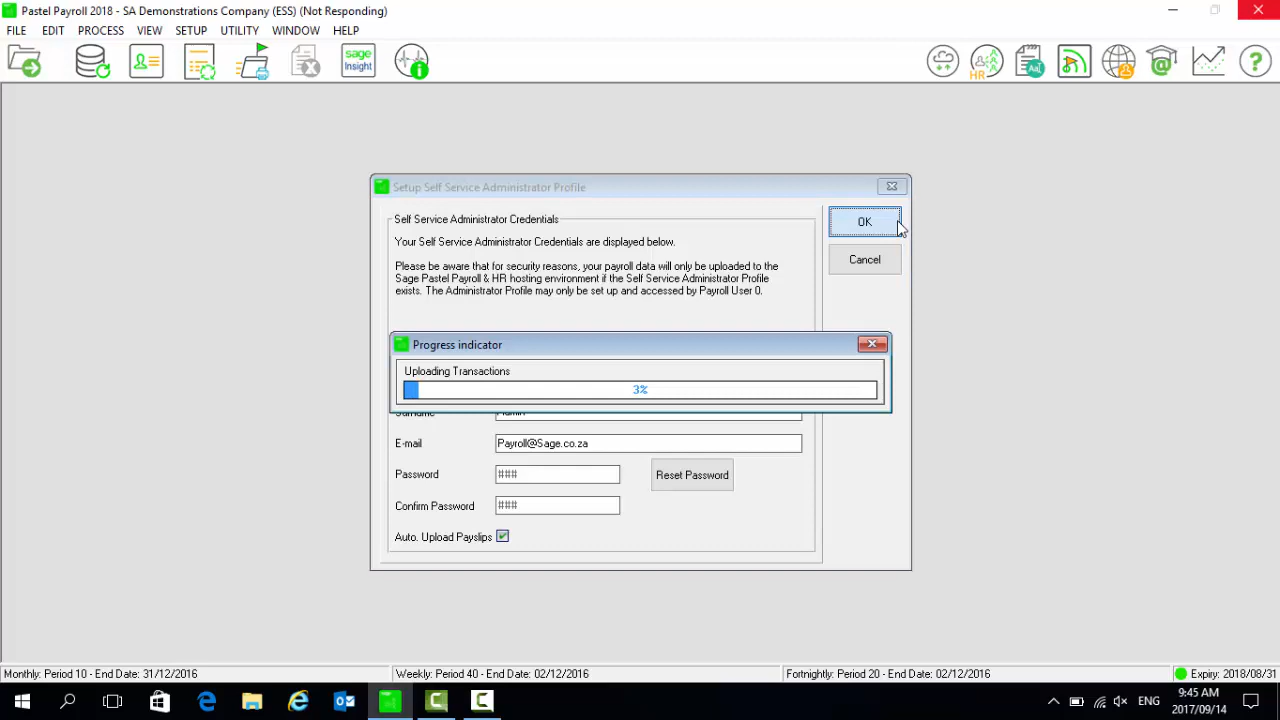 Pastel Payroll 2018 - SA Demonstrations Company (ESS) (Not Responding)
FILE EDIT PROCESS VIEW SETUP UTILITY WINDOW HELP
sage Insight
HR
Aa
Setup Self Service Administrator Profile
Self Service Administrator Credentials
OK
Your Self Service Administrator Credentials are displayed below.
Cancel
Please be aware that for security reasons, your payroll data will only be uploaded to the
Sage Pastel Payroll & HR hosting environment if the Self Service Administrator Profile
exists. The Administrator Profile may only be set up and accessed by Payroll User 0.
Progress indicator
Uploading Transactions
3%
Surname Admin
E-mail Payroll@Sage.co.za
Password ### Reset Password
Confirm Password ###
Auto. Upload Payslips
Monthly: Period 10 - End Date: 31/12/2016 Weekly: Period 40 - End Date: 02/12/2016 Fortnightly: Period 20 - End Date: 02/12/2016 Expiry: 2018/08/31
ENG
9:45 AM
2017/09/14